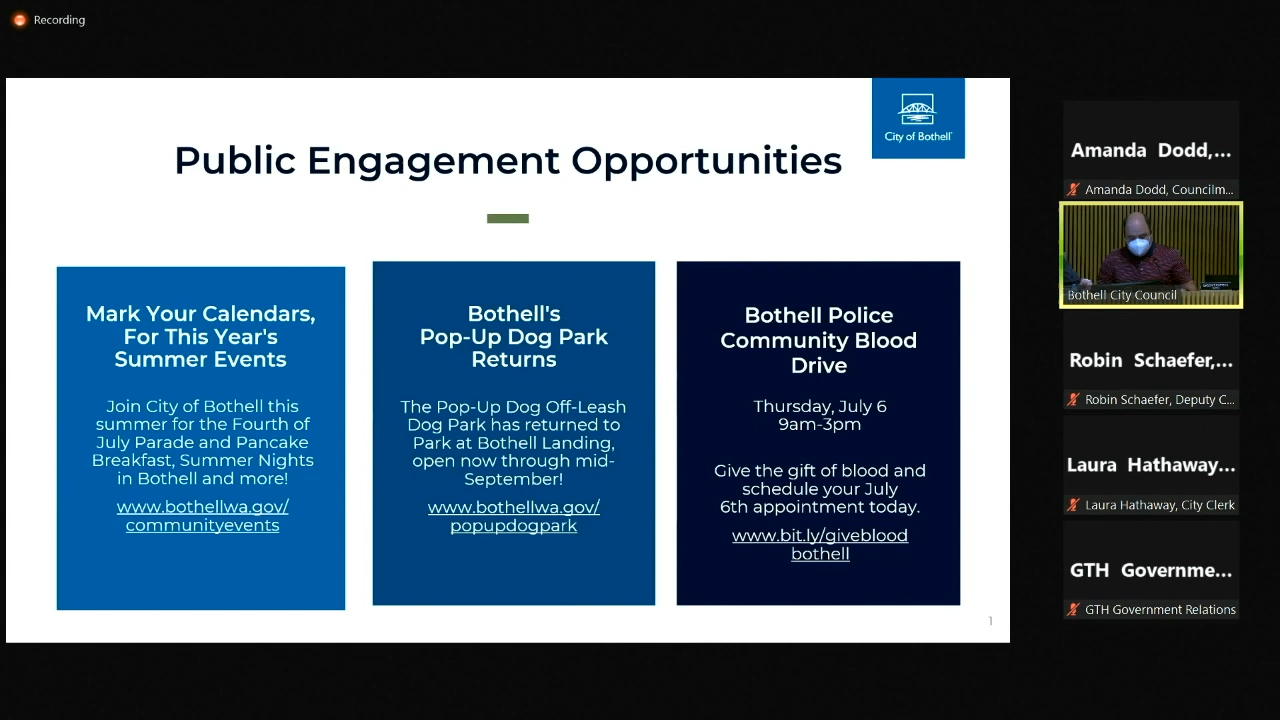 Recording
City of Bothell
Public Engagement Opportunities
Mark Your Calendars,
For This Year's
Summer Events
Join City of Bothell this
summer for the Fourth of
July Parade and Pancake
Breakfast, Summer Nights
in Bothell and more!
www.bothellwa.gov/
communityevents
Bothell's
Pop-Up Dog Park
Returns
The Pop-Up Dog Off-Leash
Dog Park has returned to
Park at Bothell Landing,
open now through mid-
September!
www.bothellwa.gov/
popupdogpark
Bothell Police
Community Blood
Drive
Thursday, July 6
9am-3pm
Give the gift of blood and
schedule your July
6th appointment today.
www.bit.ly/giveblood
bothell
1
Amanda Dodd,...
Amanda Dodd, Councilm...
Bothell City Council
Robin Schaefer,...
Robin Schaefer, Deputy C...
Laura Hathaway...
Laura Hathaway, City Clerk
GTH Governme...
GTH Government Relations